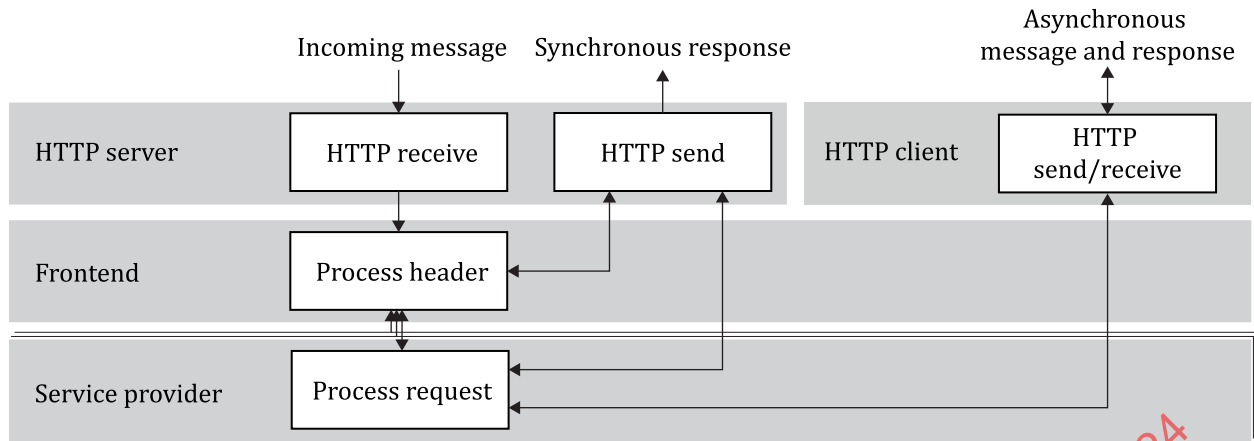 Incoming message
Synchronous response
Asynchronous
message and response
HTTP server
HTTP receive
HTTP send
HTTP client
HTTP
send/receive
Frontend
Process header
Service provider
Process request
24